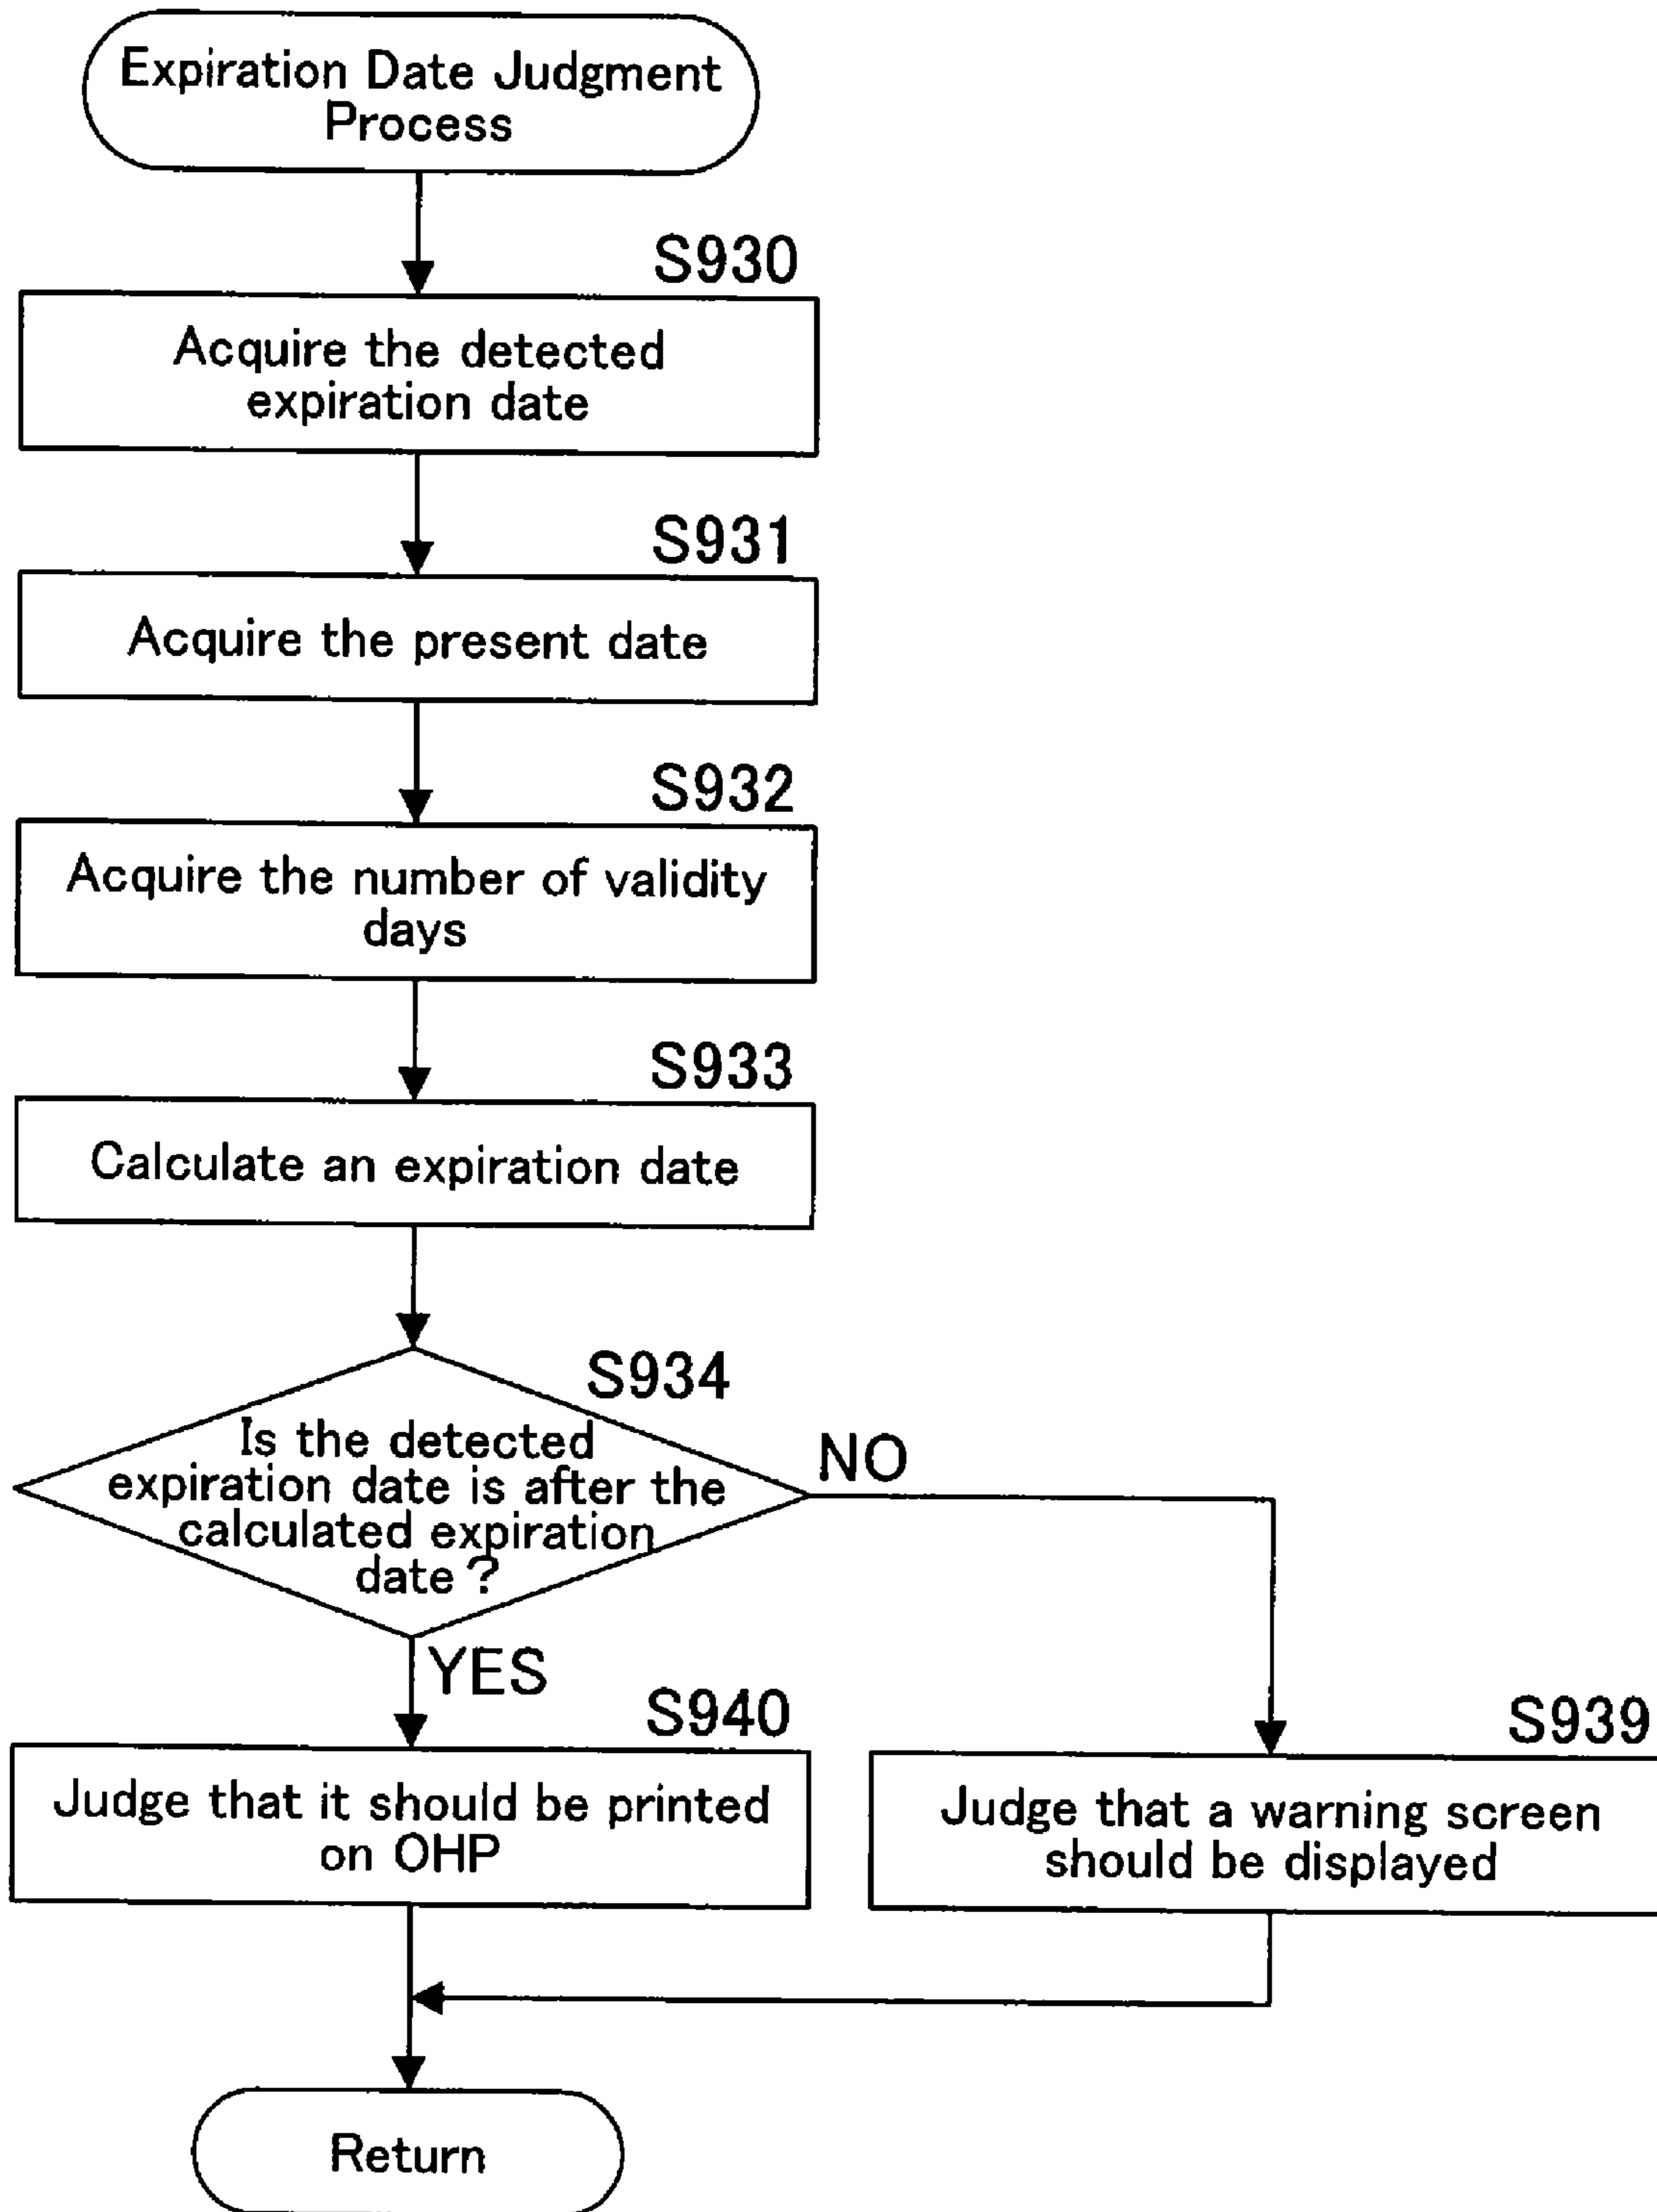 Expiration Date Judgment
Process
S930
Acquire the detected
expiration date
S931
Acquire the present date
S932
Acquire the number of validity
days
S933
Calculate an expiration date
S934
Is the detected
expiration date is after the
calculated expiration
date ?
NO
YES
S940
Judge that it should be printed
on OHP
S939
Judge that a warning screen
should be displayed
Return